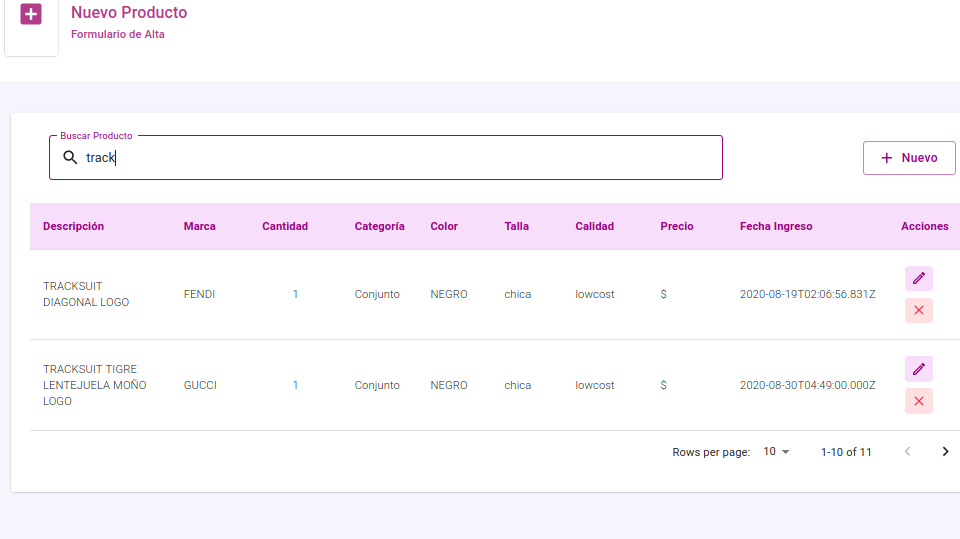 Nuevo Producto
Formulario de Alta
Buscar Producto
track
+ Nuevo
Descripción Marca Cantidad Categoría Color Talla Calidad Precio Fecha Ingreso Acciones
TRACKSUIT
DIAGONAL LOGO
FENDI 1 Conjunto NEGRO chica lowcost $ 2020-08-19T02:06:56.831Z
TRACKSUIT TIGRE
LENTEJUELA MOÑO
LOGO
GUCCI 1 Conjunto NEGRO chica lowcost $ 2020-08-30T04:49:00.000Z
Rows per page: 10 1-10 of 11